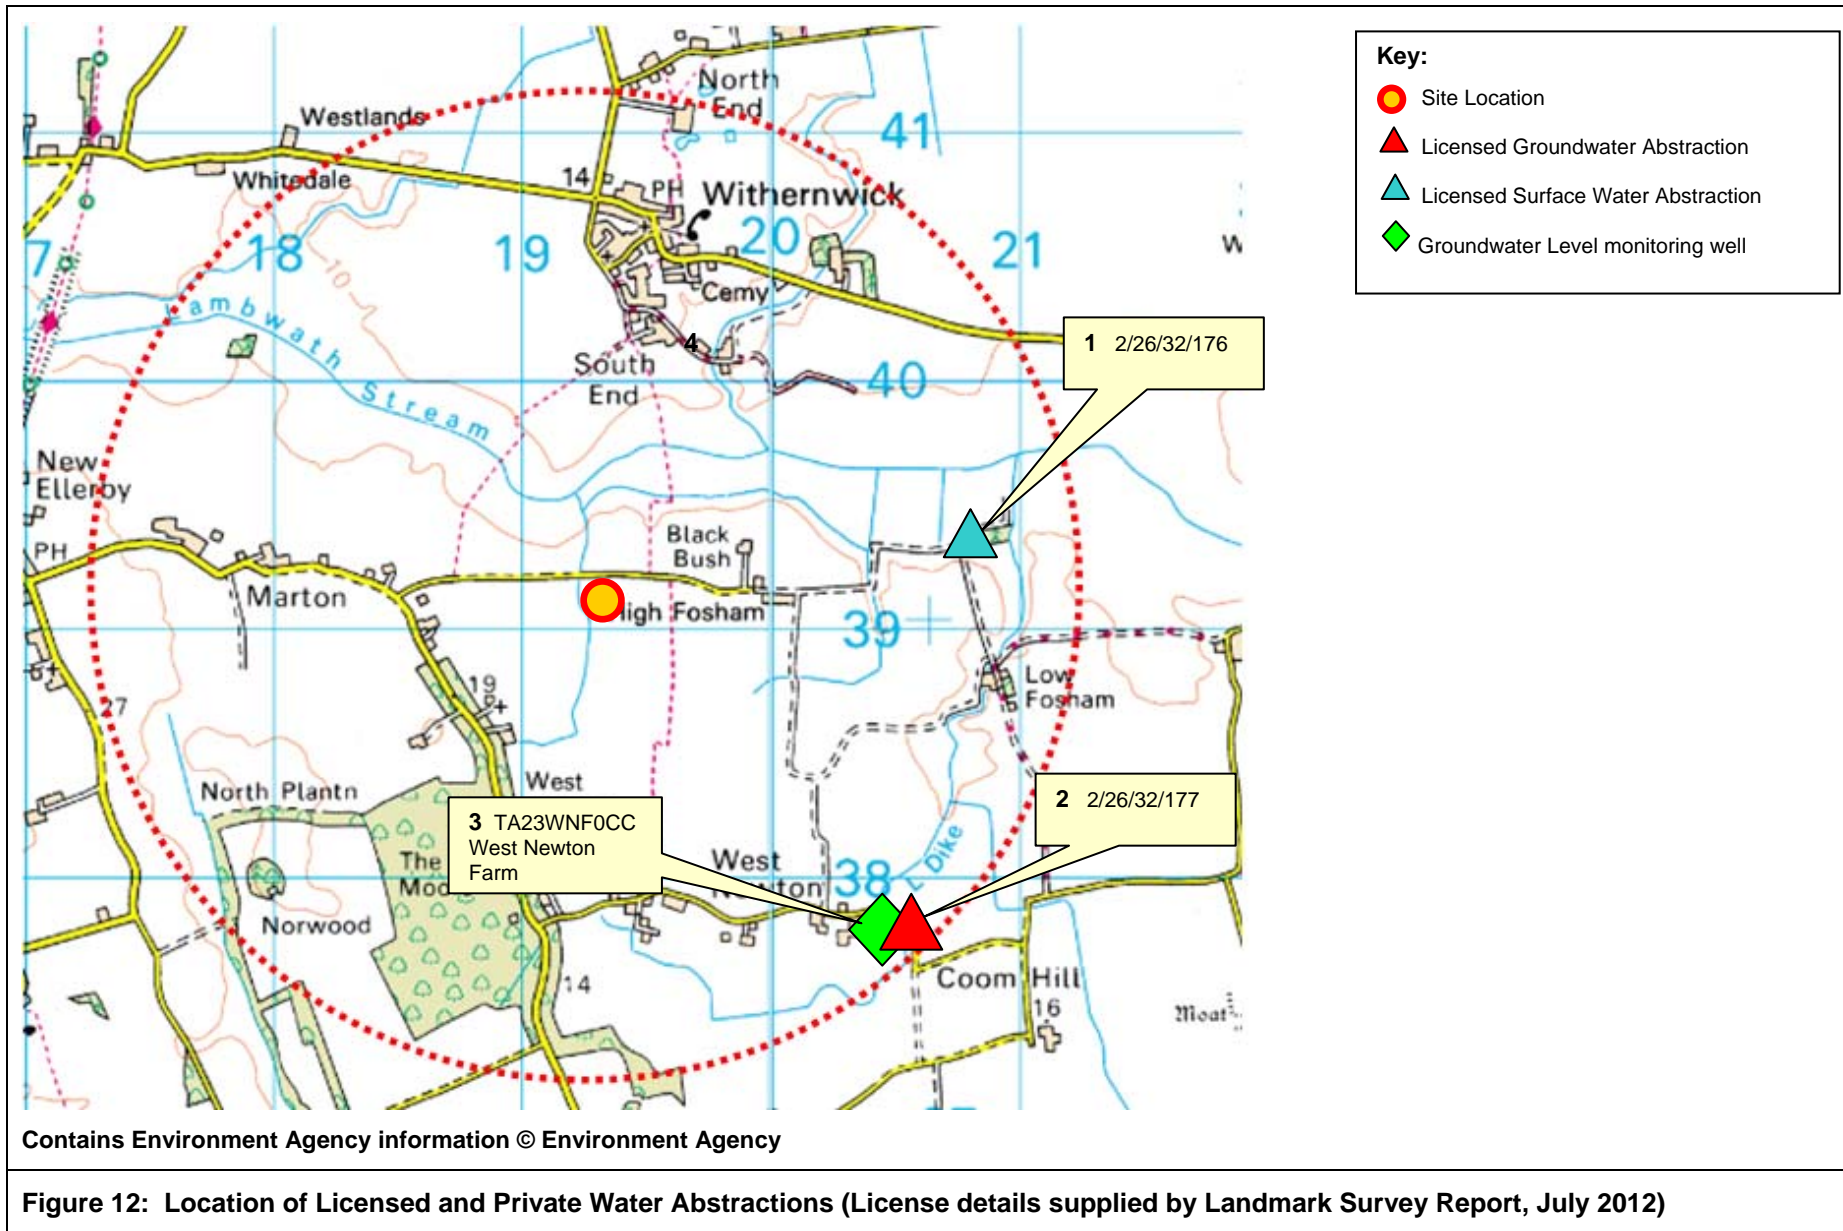 Key:
Site Location
Licensed Groundwater Abstraction
Licensed Surface Water Abstraction
Groundwater Level monitoring well
North
End
41
Westlands
Whitedale
14
PH
Withernwick
18
19
20
21
7
W
10
Cemy
Lambwath Stream
4
South
End
40
1 2/26/32/176
New
Ellerby
PH
Black
Bush
Marton
High Fosham
39
19
Low
Fosham
27
North Plantn
West
3 TA23WNF0CC
West Newton
Farm
The
West
Newton
38
L Dike
2 2/26/32/177
Norwood
14
Coom Hill
16
Moat
Contains Environment Agency information © Environment Agency
Figure 12: Location of Licensed and Private Water Abstractions (License details supplied by Landmark Survey Report, July 2012)